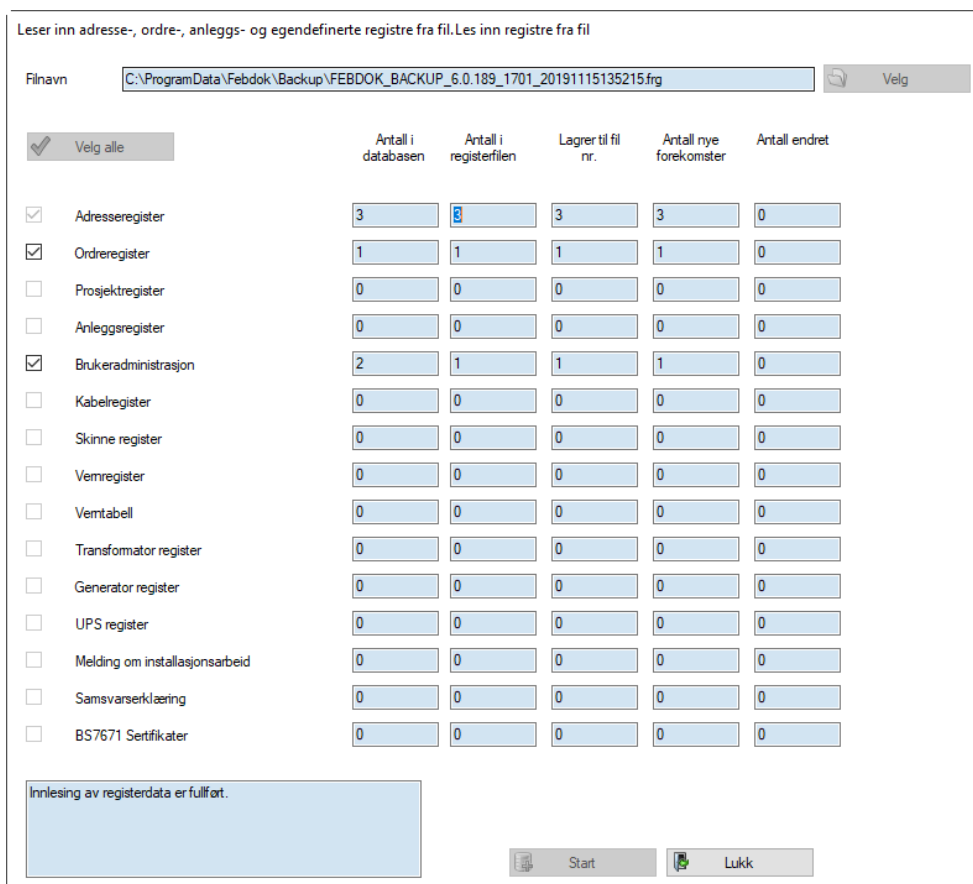 Leser inn adresse-, ordre-, anleggs- og egendefinerte registre fra fil.Les inn registre fra fil
Filnavn C:\ProgramData\Febdok\Backup\FEBDOK_BACKUP_6.0.189_1701_20191115135215.frg Velg
Velg alle
Antall i databasen
Antall i registerfilen
Lagrer til fil nr.
Antall nye forekomster
Antall endret
Adresseregister 3 3 3 3 0
Ordreregister 1 1 1 1 0
Prosjektregister 0 0 0 0 0
Anleggsregister 0 0 0 0 0
Brukeradministrasjon 2 1 1 1 0
Kabelregister 0 0 0 0 0
Skinne register 0 0 0 0 0
Vernregister 0 0 0 0 0
Verntabell 0 0 0 0 0
Transformator register 0 0 0 0 0
Generator register 0 0 0 0 0
UPS register 0 0 0 0 0
Melding om installasjonsarbeid 0 0 0 0 0
Samsvarserklæring 0 0 0 0 0
BS7671 Sertifikater 0 0 0 0 0
Innlesing av registerdata er fullført.
Start Lukk